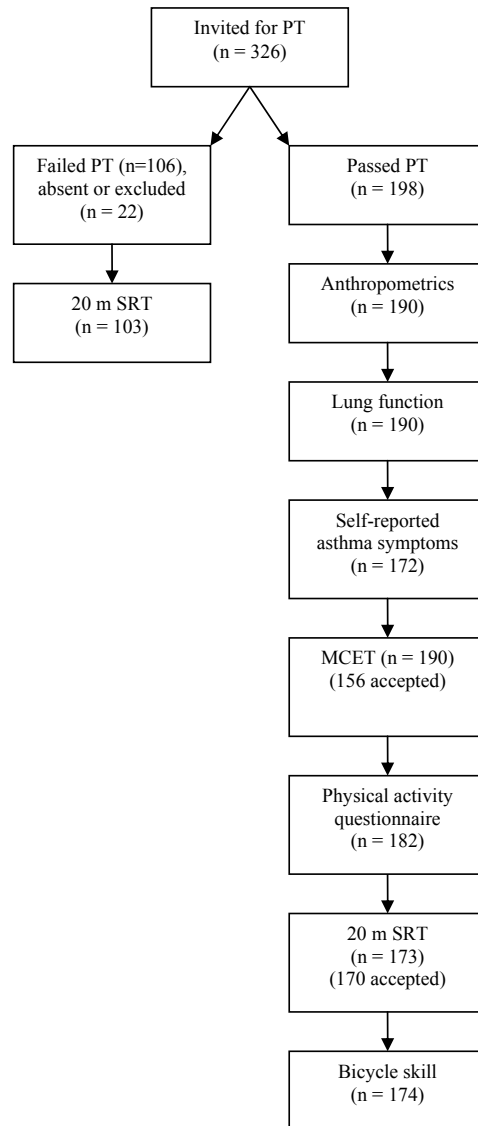 Invited for PT
(n = 326)
Failed PT (n=106),
absent or excluded
(n = 22)
Passed PT
(n = 198)
20 m SRT
(n = 103)
Anthropometrics
(n = 190)
Lung function
(n = 190)
Self-reported
asthma symptoms
(n = 172)
MCET (n = 190)
(156 accepted)
Physical activity
questionnaire
(n = 182)
20 m SRT
(n = 173)
(170 accepted)
Bicycle skill
(n = 174)